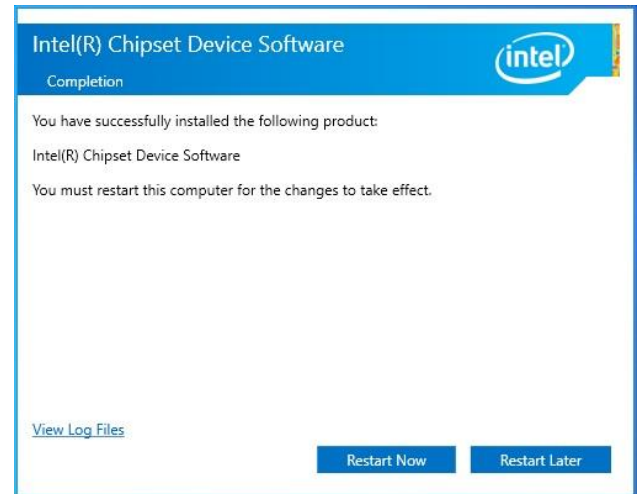 Intel(R) Chipset Device Software
intel
Completion
You have successfully installed the following product:
Intel(R) Chipset Device Software
You must restart this computer for the changes to take effect.
View Log Files
Restart Now
Restart Later